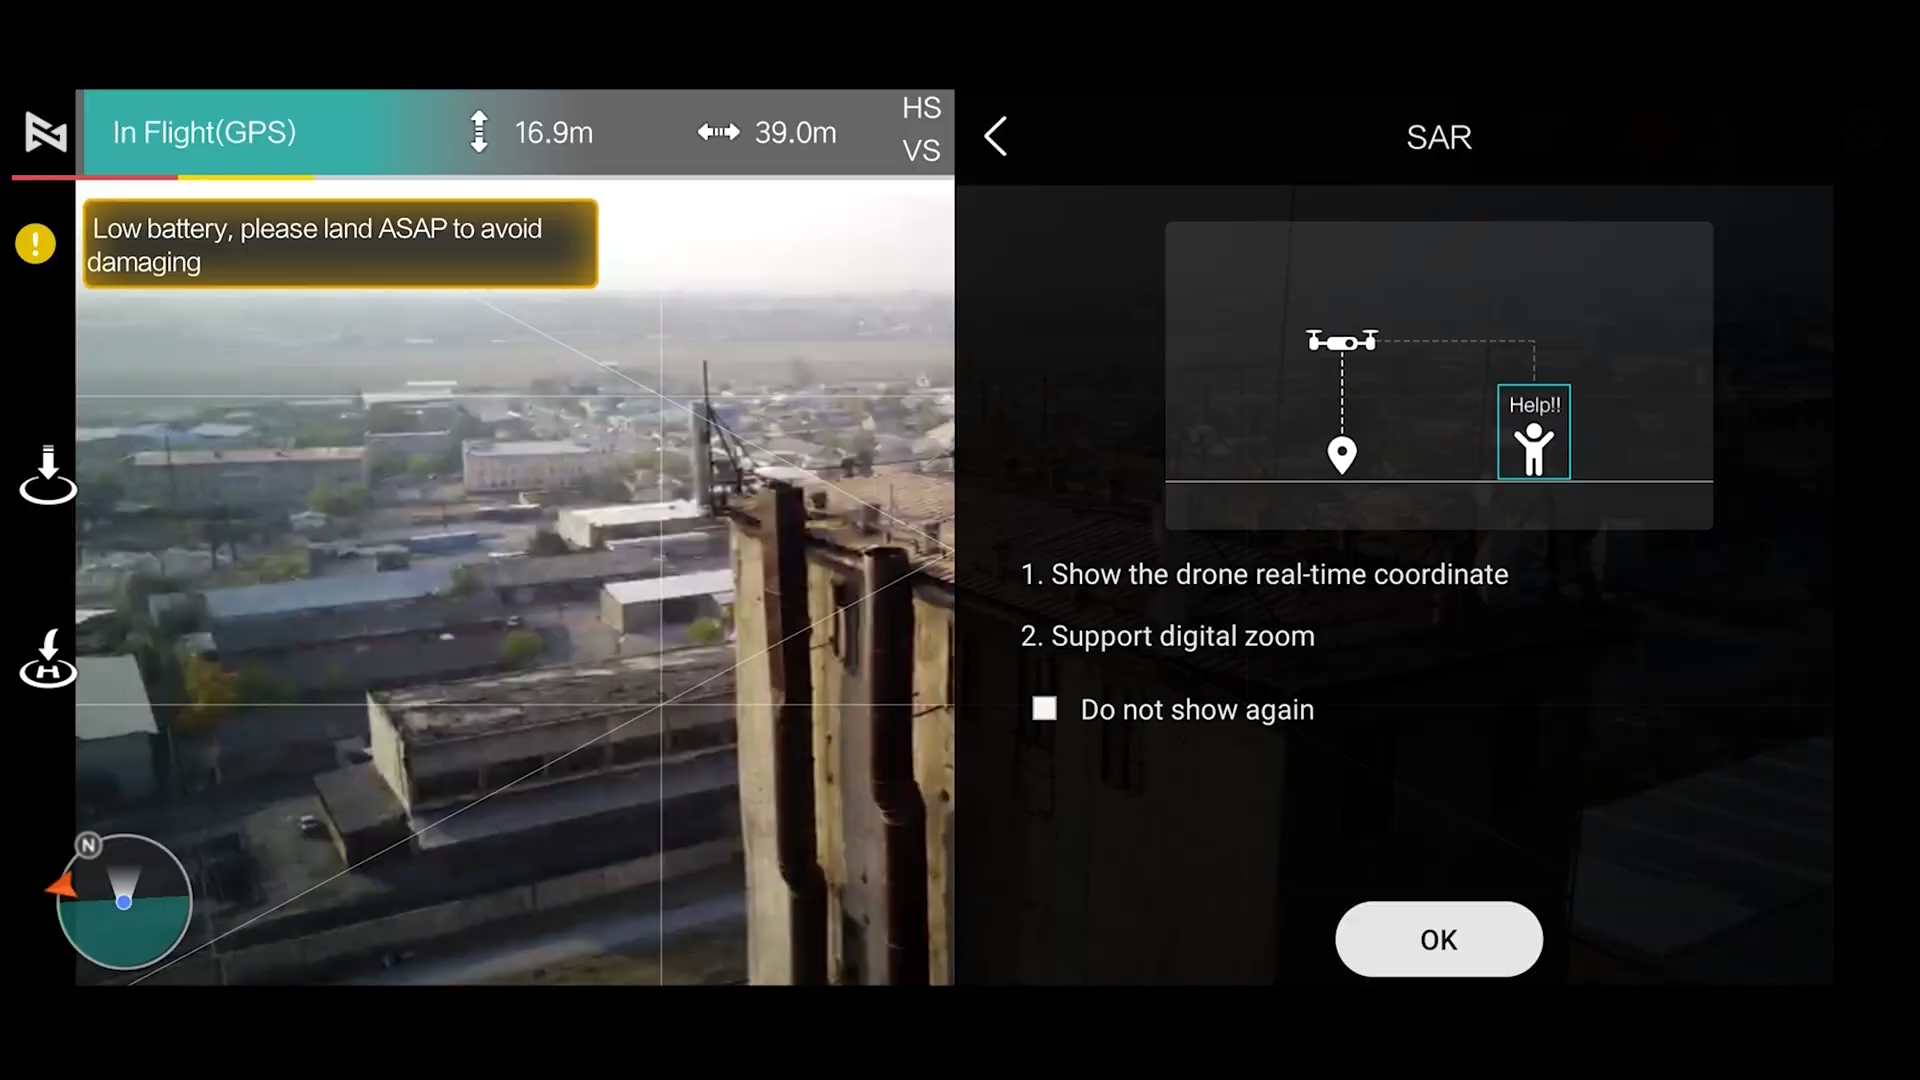 In Flight(GPS)
16.9m
39.0m
HS
VS
Low battery, please land ASAP to avoid
damaging
N
H
SAR
Help!!
1. Show the drone real-time coordinate
2. Support digital zoom
Do not show again
OK